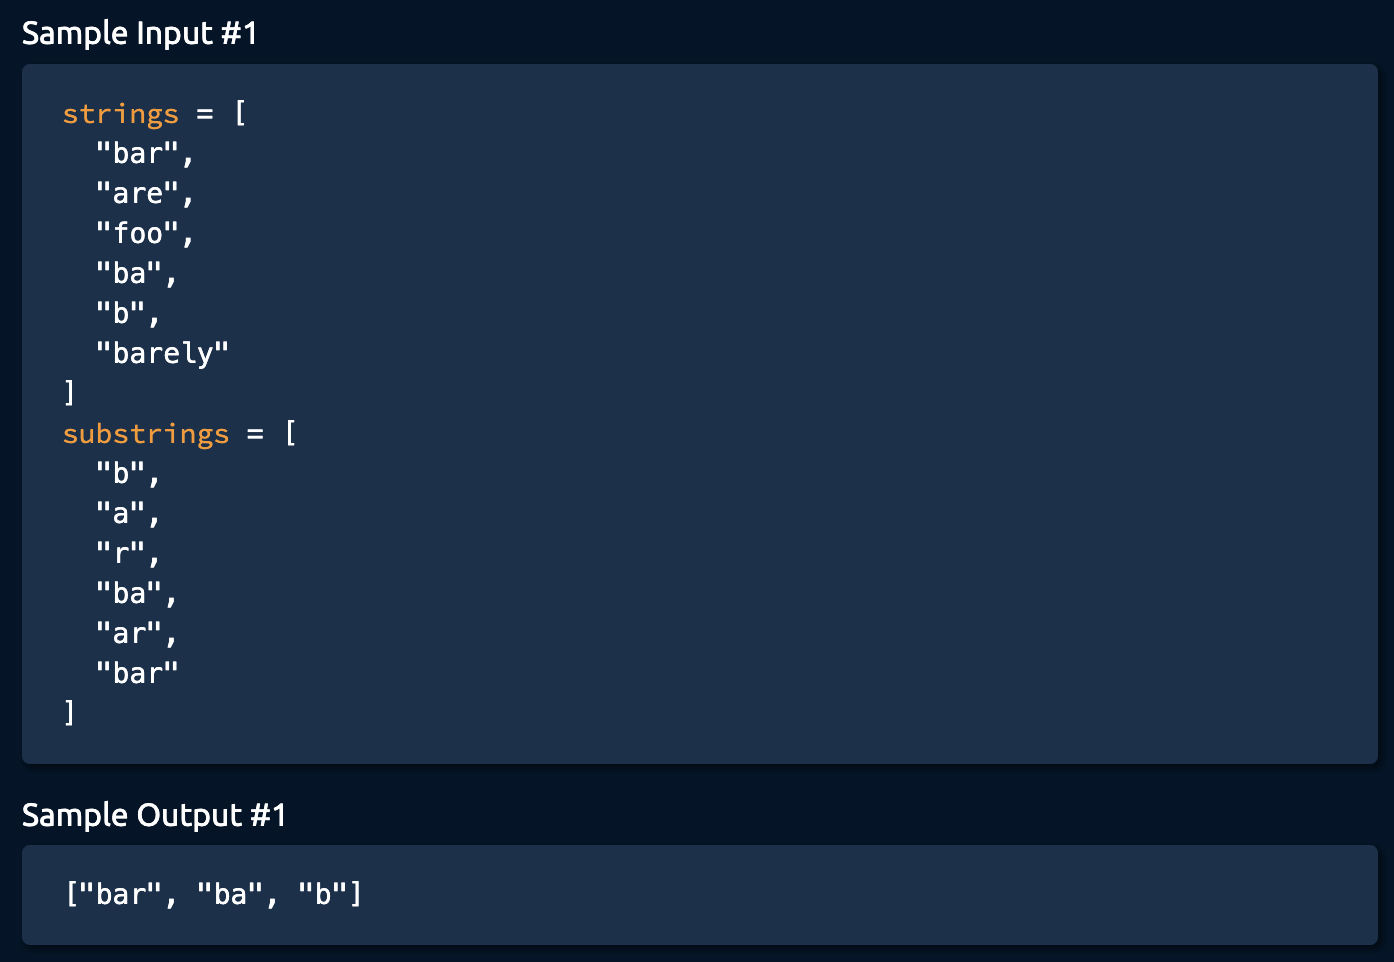 Sample Input #1
strings = [
"bar",
"are",
"foo",
"ba",
"b",
"barely"
]
substrings = [
"b",
"a",
"r",
"ba",
"ar",
"bar"
]
Sample Output #1
["bar", "ba", "b"]